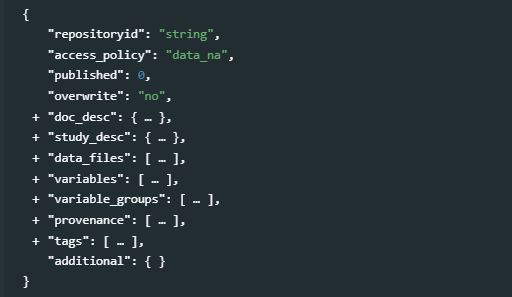 {
"repositoryid": "string",
"access_policy": "data_na",
"published": 0,
"overwrite": "no",
+ "doc_desc": { … },
+ "study_desc": { … },
+ "data_files": [ … ],
+ "variables": [ … ],
+ "variable_groups": [ … ],
+ "provenance": [ … ],
+ "tags": [ … ],
"additional": { }
}